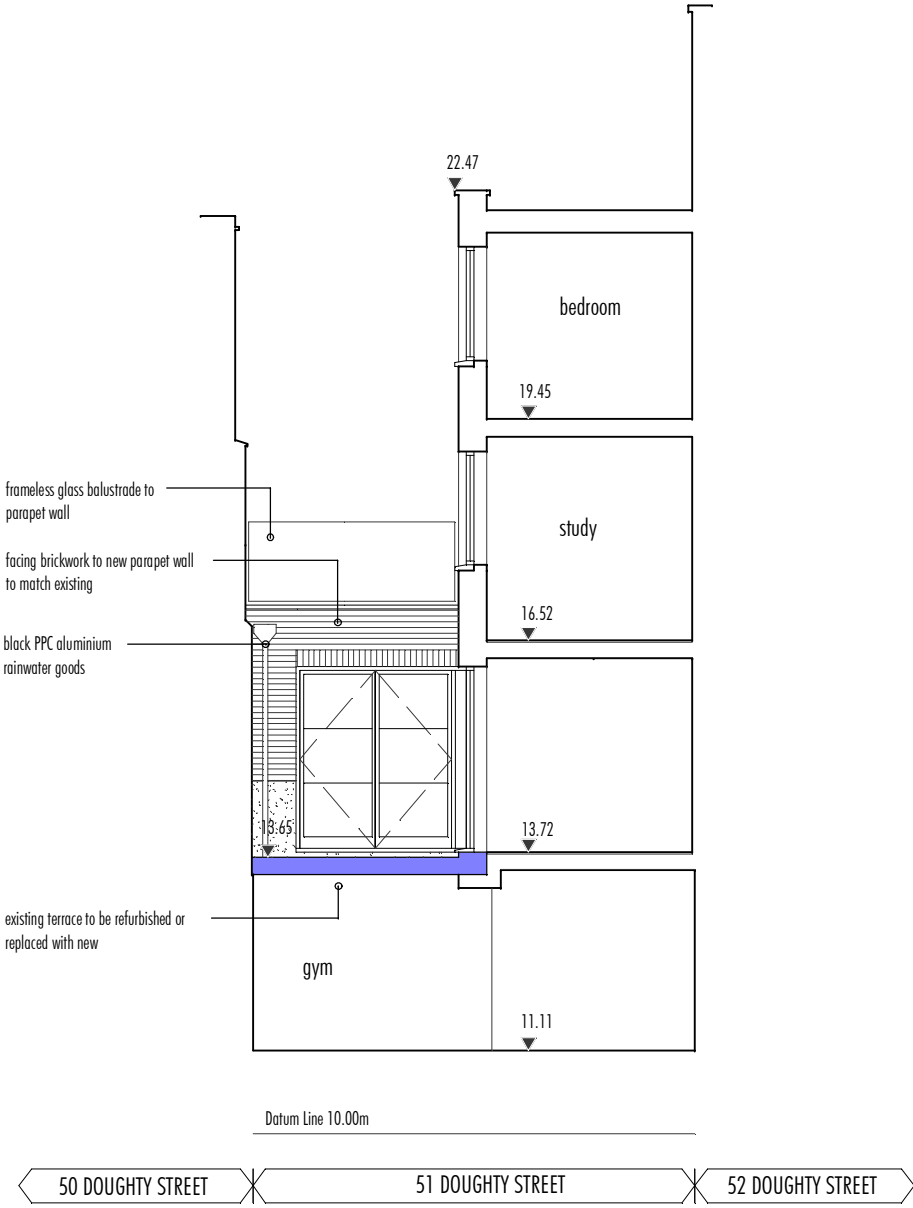 22.47
bedroom
19.45
frameless glass balustrade to
parapet wall
study
facing brickwork to new parapet wall
to match existing
16.52
black PPC aluminium
rainwater goods
13.65
13.72
existing terrace to be refurbished or
replaced with new
gym
11.11
Datum Line 10.00m
50 DOUGHTY STREET
51 DOUGHTY STREET
52 DOUGHTY STREET